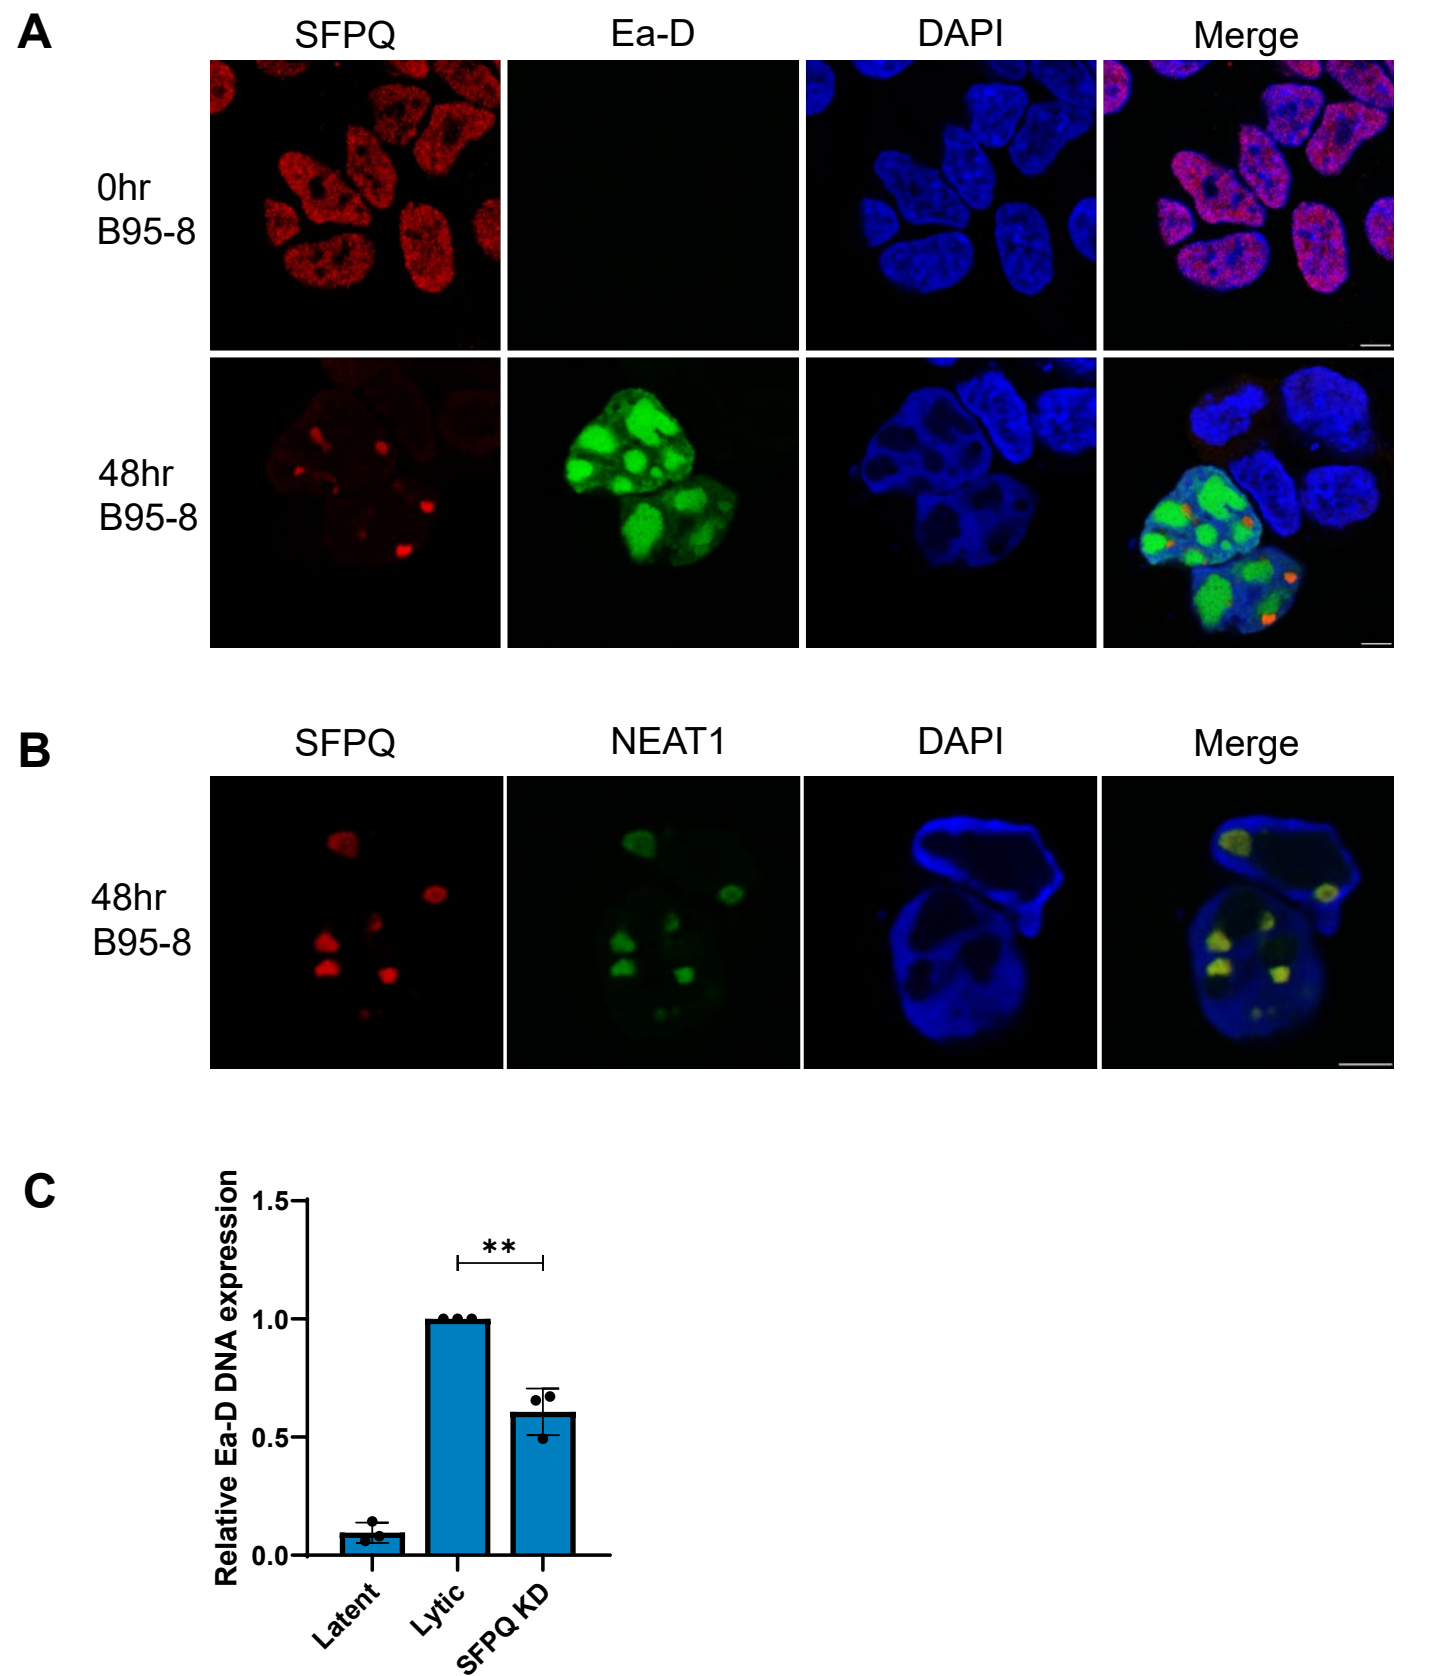 A
SFPQ
Ea-D
DAPI
Merge
0hr
B95-8
48hr
B95-8
B
SFPQ
NEAT1
DAPI
Merge
48hr
B95-8
C
Relative Ea-D DNA expression
1.5
1.0
0.5
0.0
**
Latent
Lytic
SFPQ KD